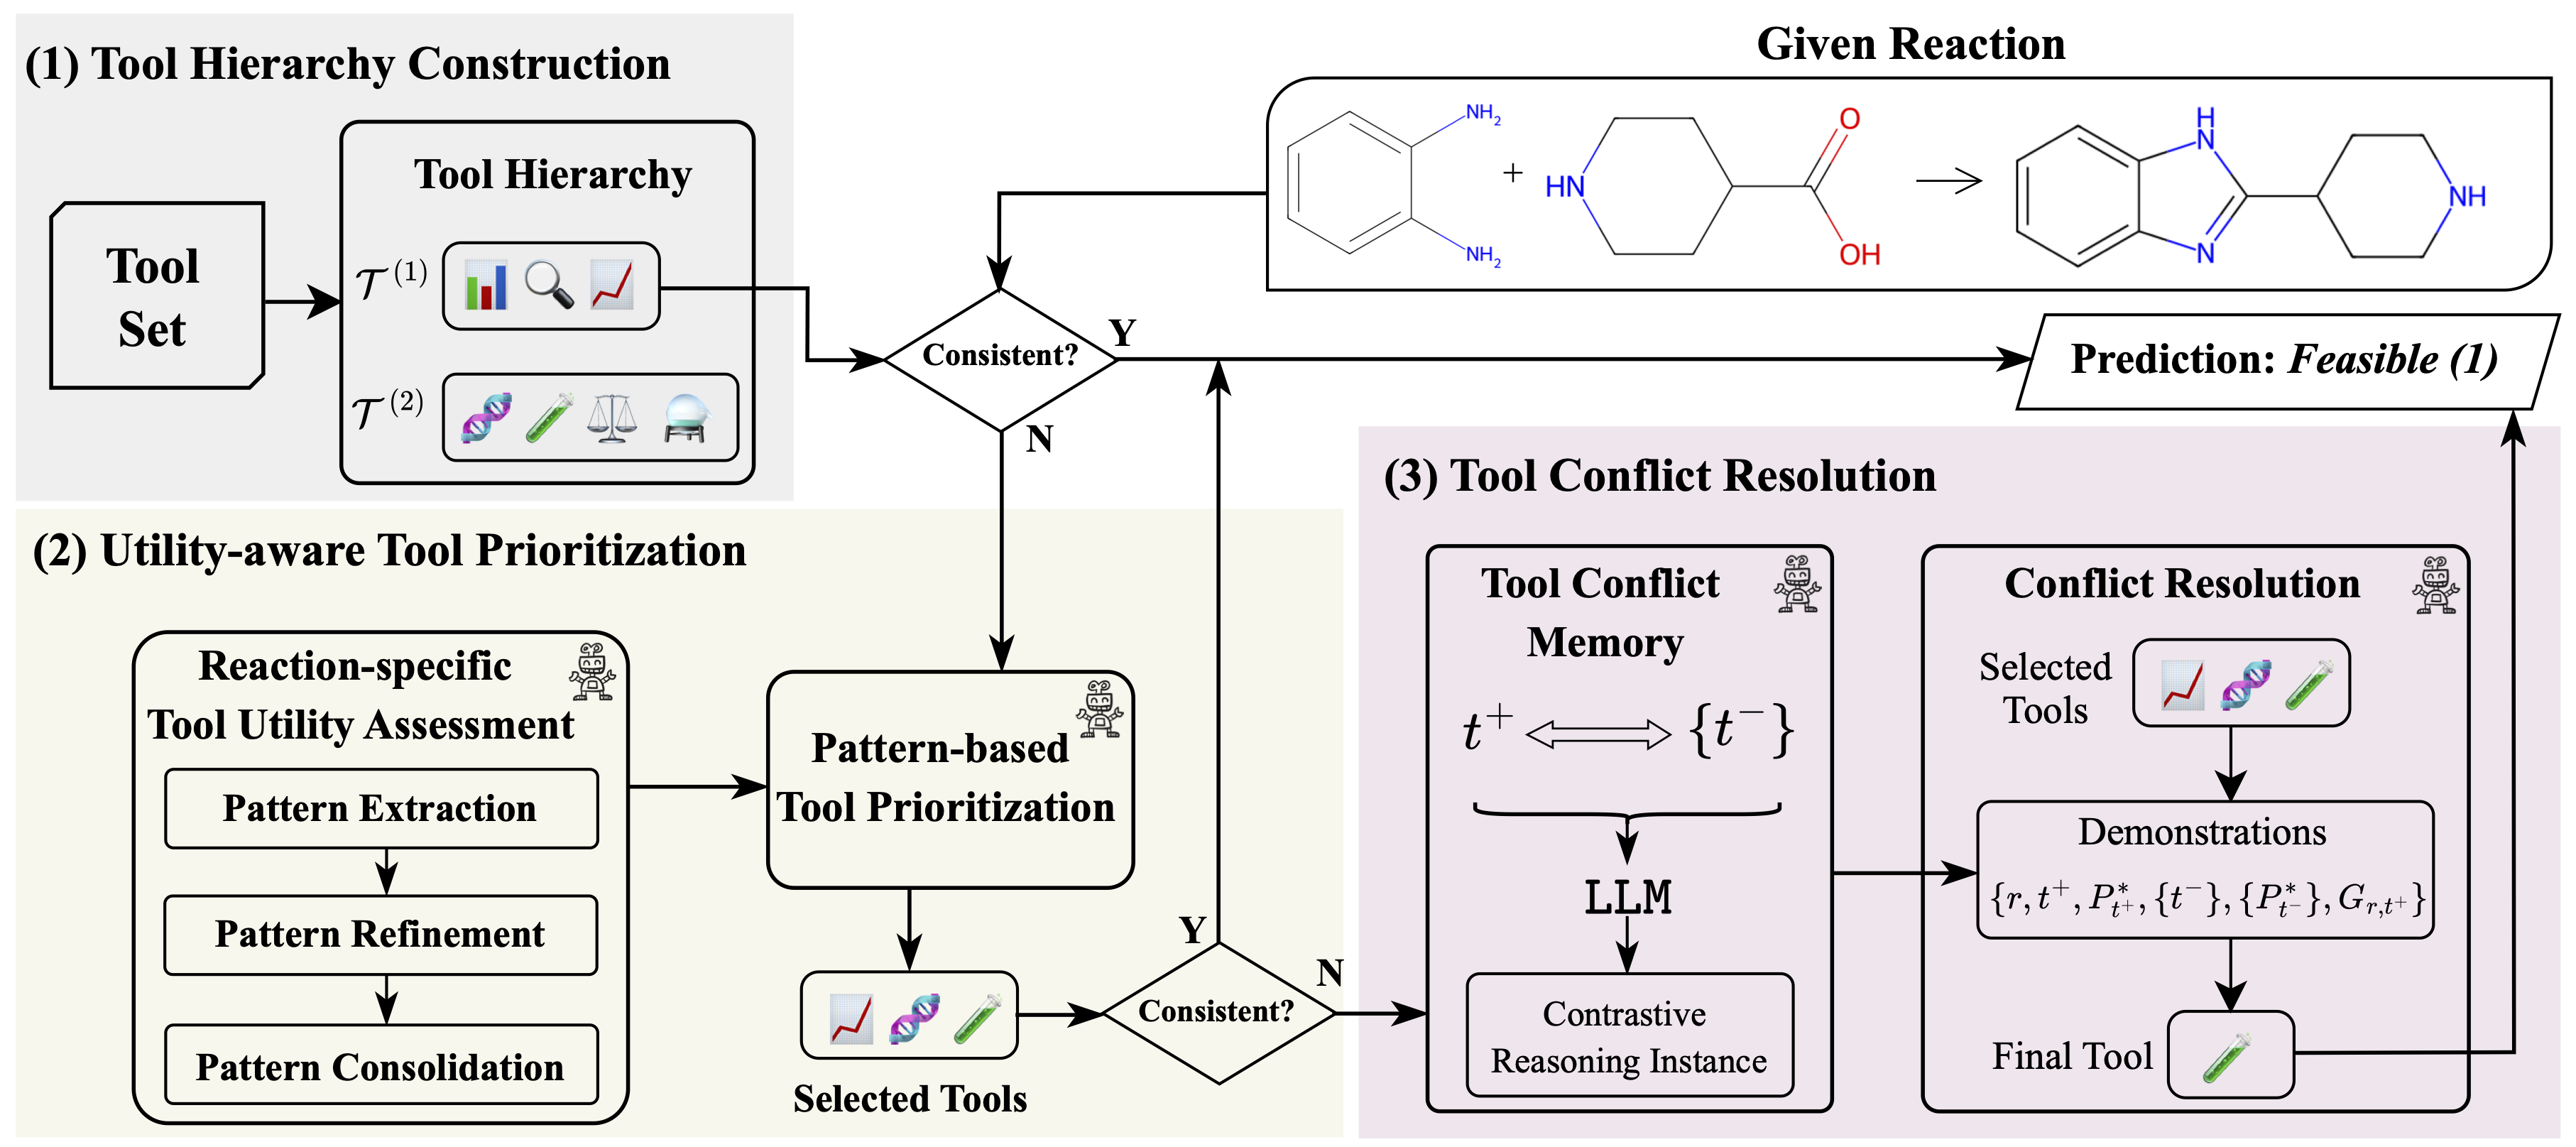 (1) Tool Hierarchy Construction
Tool
Set
Tool Hierarchy
𝒯^(1)
𝒯^(2)
Given Reaction
NH₂
NH₂
+
HN
O
OH
→
H
N
N
NH
Consistent?
Y
N
Prediction: Feasible (1)
(2) Utility-aware Tool Prioritization
Reaction-specific
Tool Utility Assessment
Pattern Extraction
Pattern Refinement
Pattern Consolidation
Pattern-based
Tool Prioritization
Selected Tools
Consistent?
Y
N
(3) Tool Conflict Resolution
Tool Conflict
Memory
t⁺ ⟺ {t⁻}
LLM
Contrastive
Reasoning Instance
Conflict Resolution
Selected
Tools
Demonstrations
{r, t⁺, P*_{t⁺}, {t⁻}, {P*_{t⁻}}, G_{r,t⁺}}
Final Tool